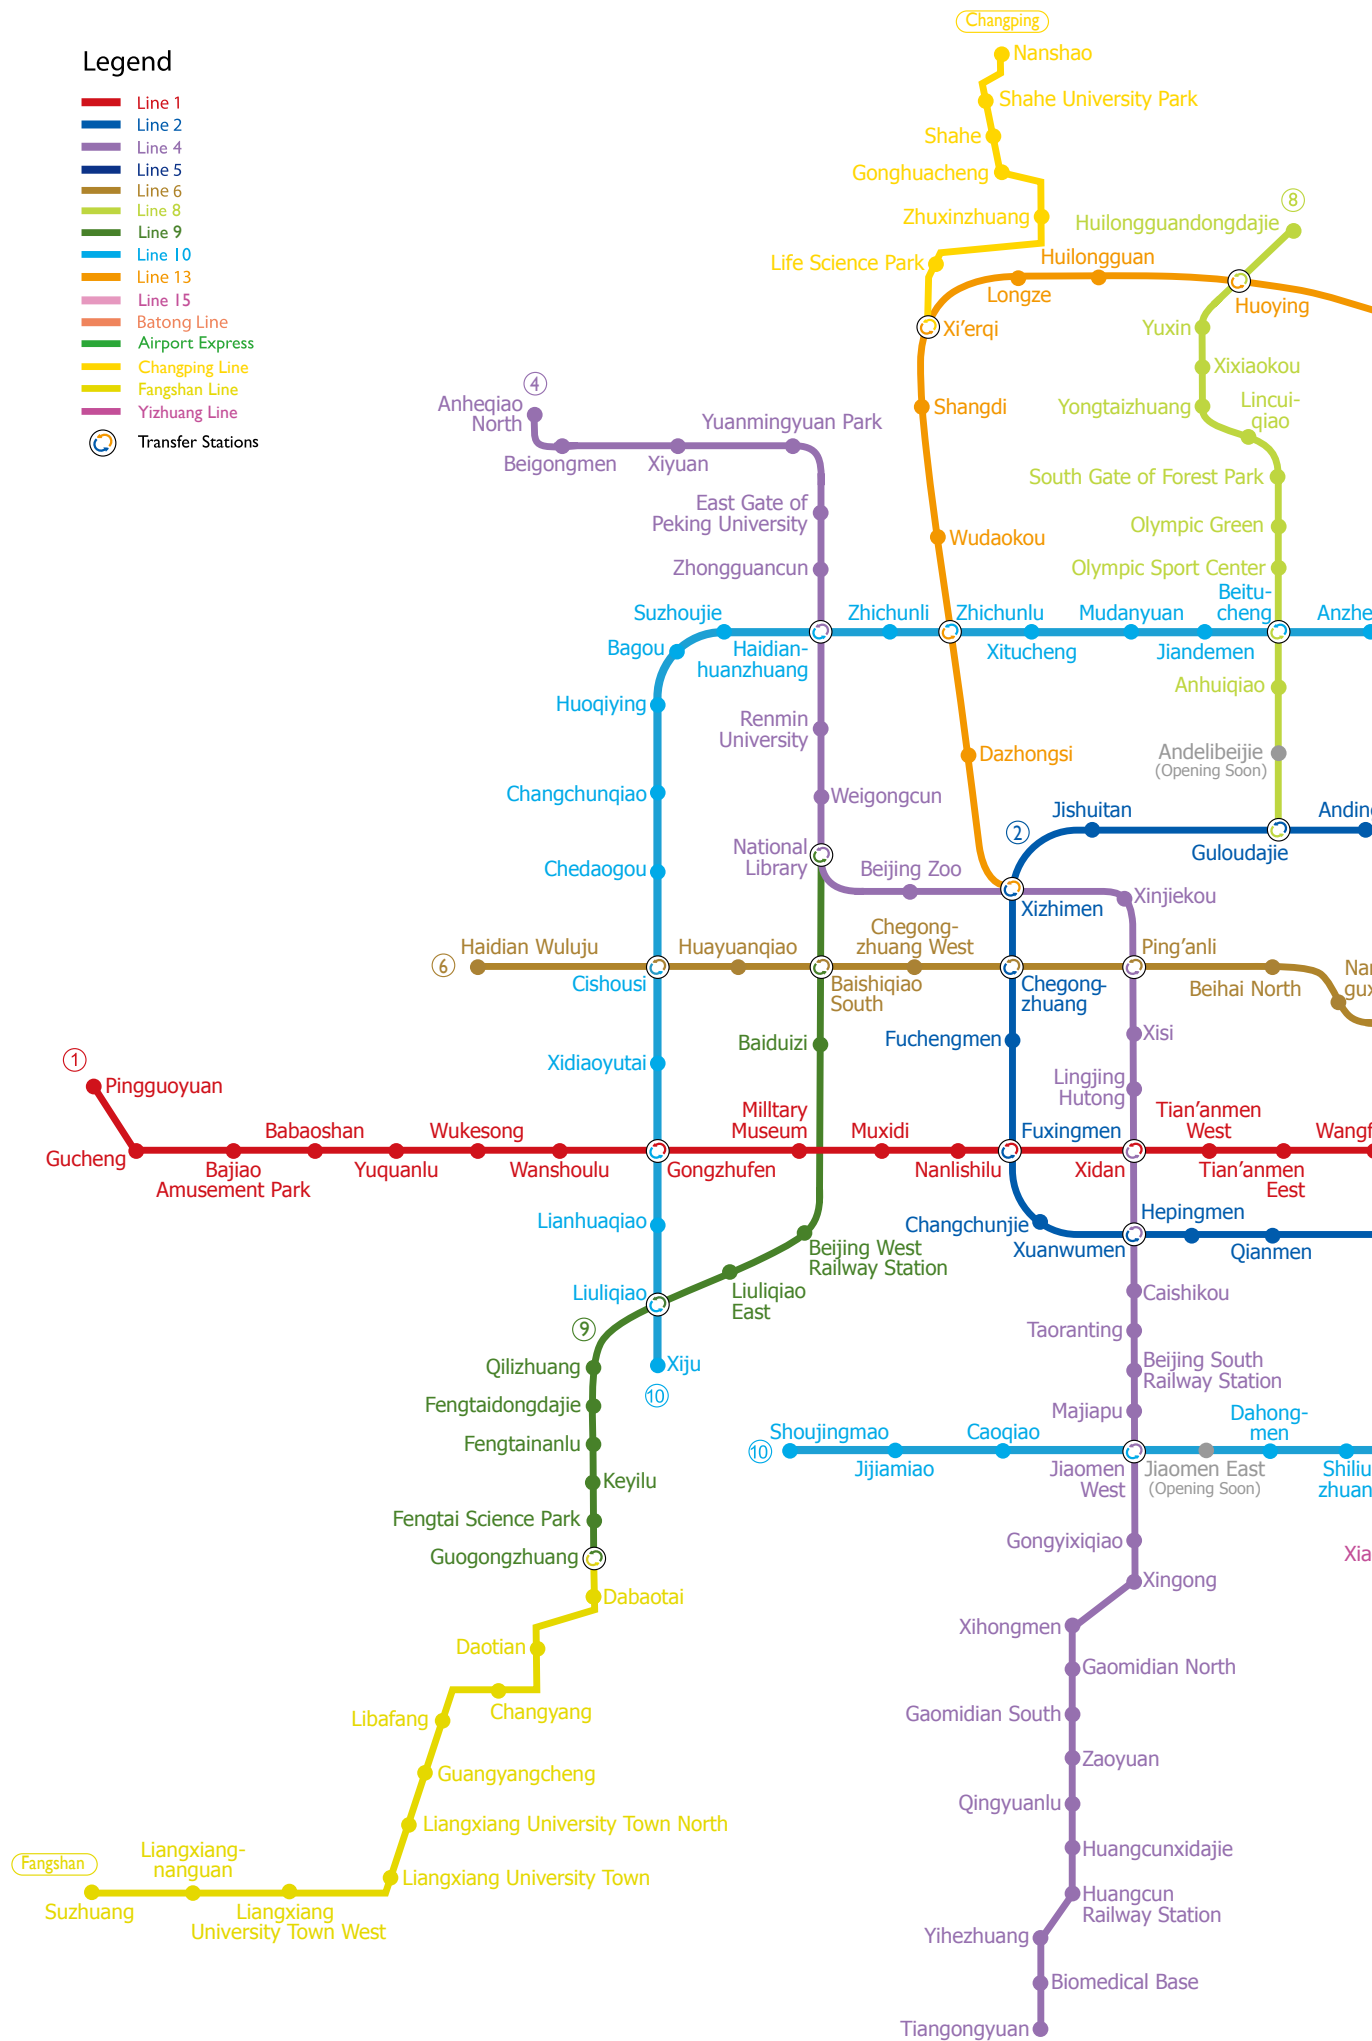 Changping
Nanshao
Legend
Line 1
Line 2
Line 4
Line 5
Line 6
Line 8
Line 9
Line 10
Line 13
Line 15
Batong Line
Airport Express
Changping Line
Fangshan Line
Yizhuang Line
Transfer Stations
Shahe University Park
Shahe
Gonghuacheng
Zhuxinzhuang
Life Science Park
8
Huilongguandongdajie
Huilongguan
Longze
Huoying
Xi'erqi
Yuxin
Xixiaokou
Shangdi
Yongtaizhuang
Lincui-
qiao
4
Anheqiao
North
Beigongmen
Xiyuan
Yuanmingyuan Park
South Gate of Forest Park
East Gate of
Peking University
Olympic Green
Wudaokou
Zhongguancun
Olympic Sport Center
Beitu-
cheng
Suzhoujie
Zhichunli
Zhichunlu
Mudanyuan
Anzhe
Bagou
Haidian-
huanzhuang
Xitucheng
Jiandemen
Anhuiqiao
Huoqiying
Renmin
University
Dazhongsi
Andelibeijie
(Opening Soon)
Changchunqiao
Weigongcun
2
Jishuitan
Anding
Guloudajie
National
Library
Chedaogou
Beijing Zoo
Xizhimen
Xinjiekou
6
Haidian Wuluju
Huayuanqiao
Chegong-
zhuang West
Ping'anli
Cishousi
Baishiqiao
South
Chegong-
zhuang
Beihai North
Nan
gux
Baiduizi
Fuchengmen
Xisi
Xidiaoyutai
Lingjing
Hutong
1
Pingguoyuan
Gucheng
Bajiao
Amusement Park
Babaoshan
Yuquanlu
Wukesong
Wanshoulu
Gongzhufen
Milltary
Museum
Muxidi
Nanlishilu
Fuxingmen
Xidan
Tian'anmen
West
Tian'anmen
Eest
Wangf
Lianhuaqiao
Changchunjie
Hepingmen
Xuanwumen
Qianmen
Beijing West
Railway Station
Liuliqiao
Liuliqiao
East
Caishikou
9
Taoranting
Qilizhuang
Xiju
10
Beijing South
Railway Station
Fengtaidongdajie
Majiapu
Fengtainanlu
10
Shoujingmao
Jijiamiao
Caoqiao
Jiaomen
West
Jiaomen East
(Opening Soon)
Dahong-
men
Shiliu
zhuan
Keyilu
Fengtai Science Park
Gongyixiqiao
Guogongzhuang
Xia
Xingong
Dabaotai
Xihongmen
Daotian
Gaomidian North
Changyang
Libafang
Gaomidian South
Guangyangcheng
Zaoyuan
Qingyuanlu
Liangxiang University Town North
Huangcunxidajie
Fangshan
Liangxiang-
nanguan
Liangxiang University Town
Suzhuang
Liangxiang
University Town West
Huangcun
Railway Station
Yihezhuang
Biomedical Base
Tiangongyuan